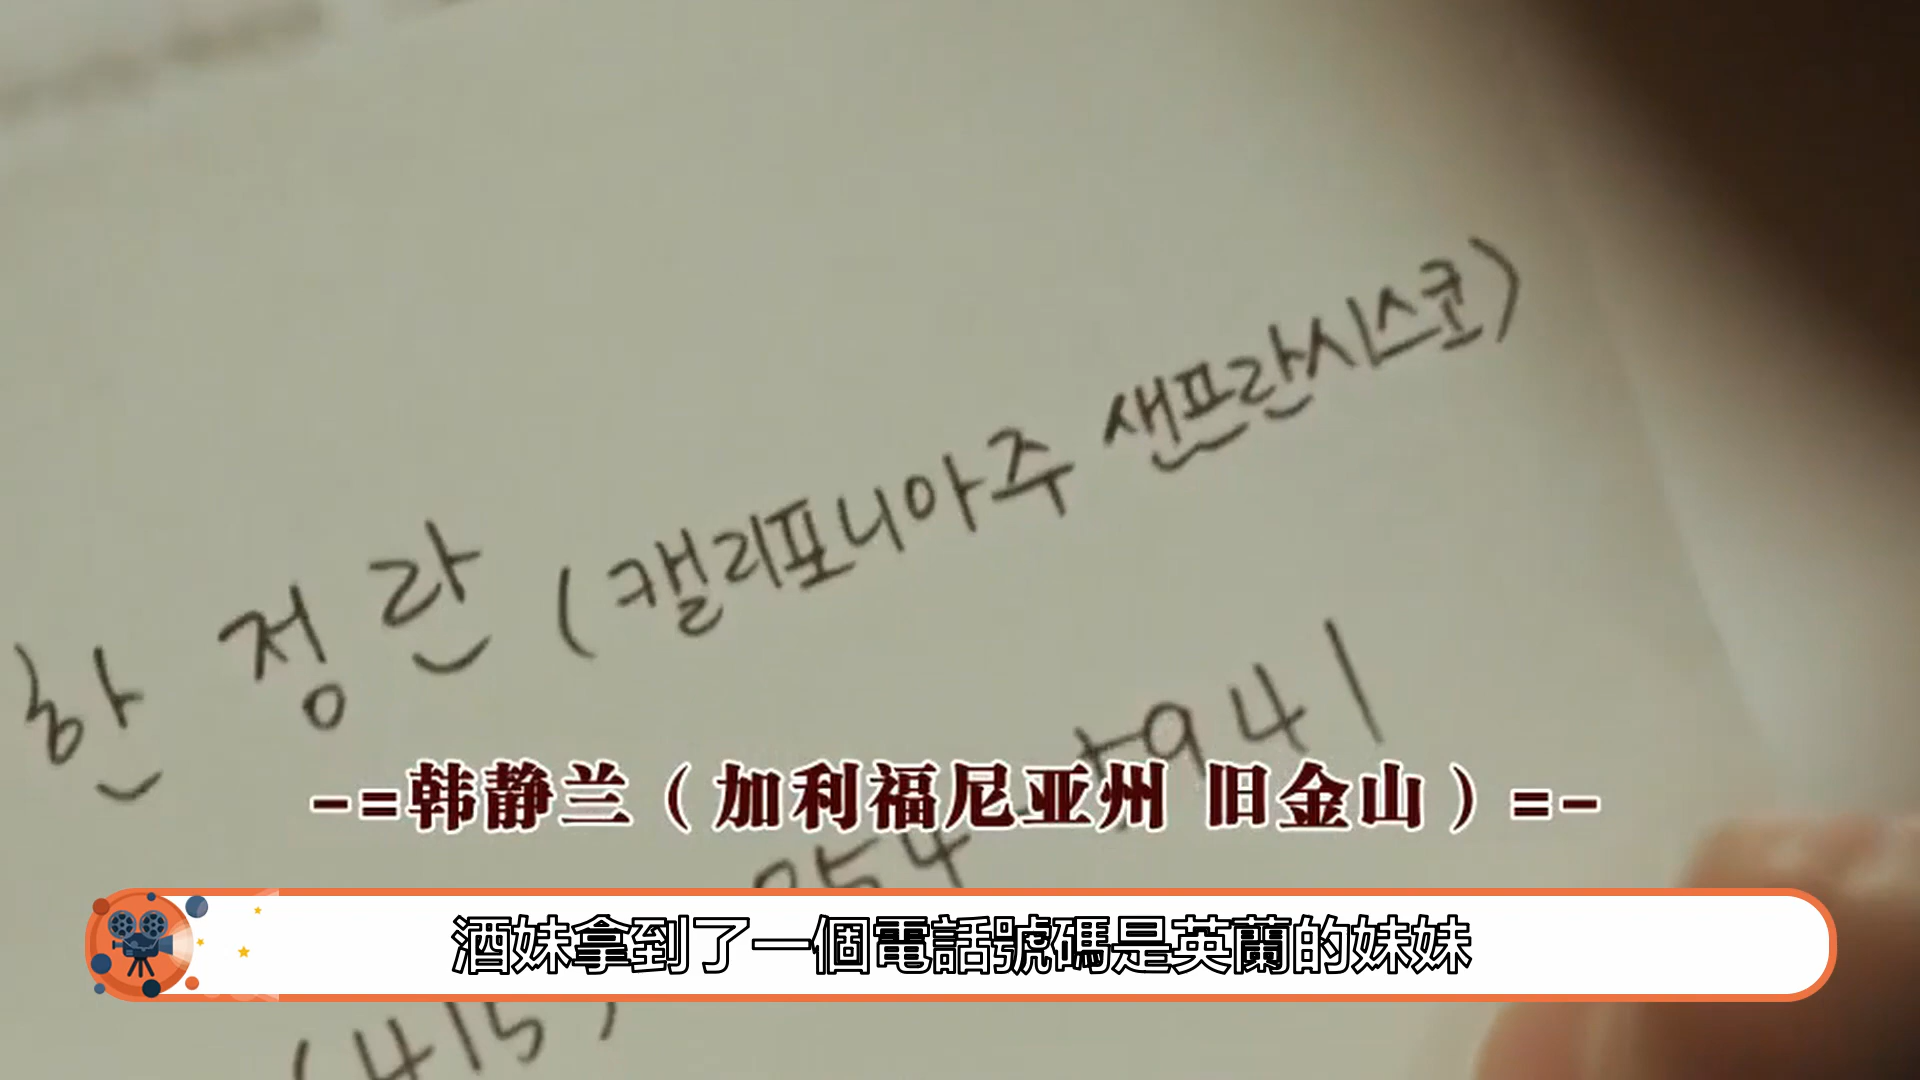 한 정 란 (캘리포니아주 샌프란시스코)
-=韩静兰（加利福尼亚州 旧金山）=-
酒妹拿到了一個電話號碼是英蘭的妹妹
(415)